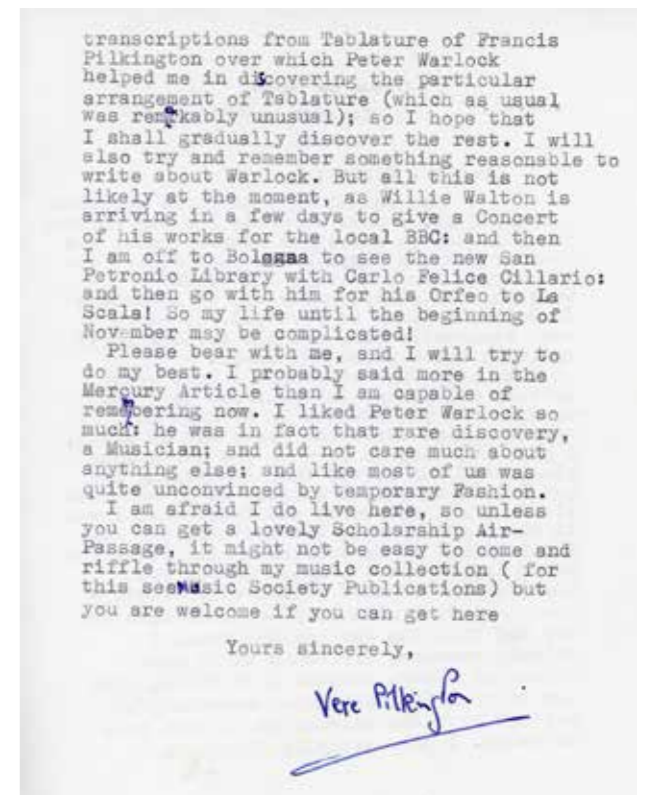 transcriptions from Tablature of Francis
Pilkington over which Peter Warlock
helped me in discovering the particular
arrangement of Tablature (which as usual
was remrkably unusual); so I hope that
I shall gradually discover the rest. I will
also try and remember something reasonable to
write about Warlock. But all this is not
likely at the moment, as Willie Walton is
arriving in a few days to give a Concert
of his works for the local BBC: and then
I am off to Bologna to see the new San
Petronio Library with Carlo Felice Cillario:
and then go with him for his Orfeo to La
Scala! So my life until the beginning of
November may be complicated!
Please bear with me, and I will try to
do my best. I probably said more in the
Mercury Article than I am capable of
remembering now. I liked Peter Warlock so
much: he was in fact that rare discovery,
a Musician; and did not care much about
anything else; and like most of us was
quite unconvinced by temporary Fashion.
I am afraid I do live here, so unless
you can get a lovely Scholarship Air-
Passage, it might not be easy to come and
riffle through my music collection ( for
this see Music Society Publications) but
you are welcome if you can get here
Yours sincerely,
Vere Pilkington